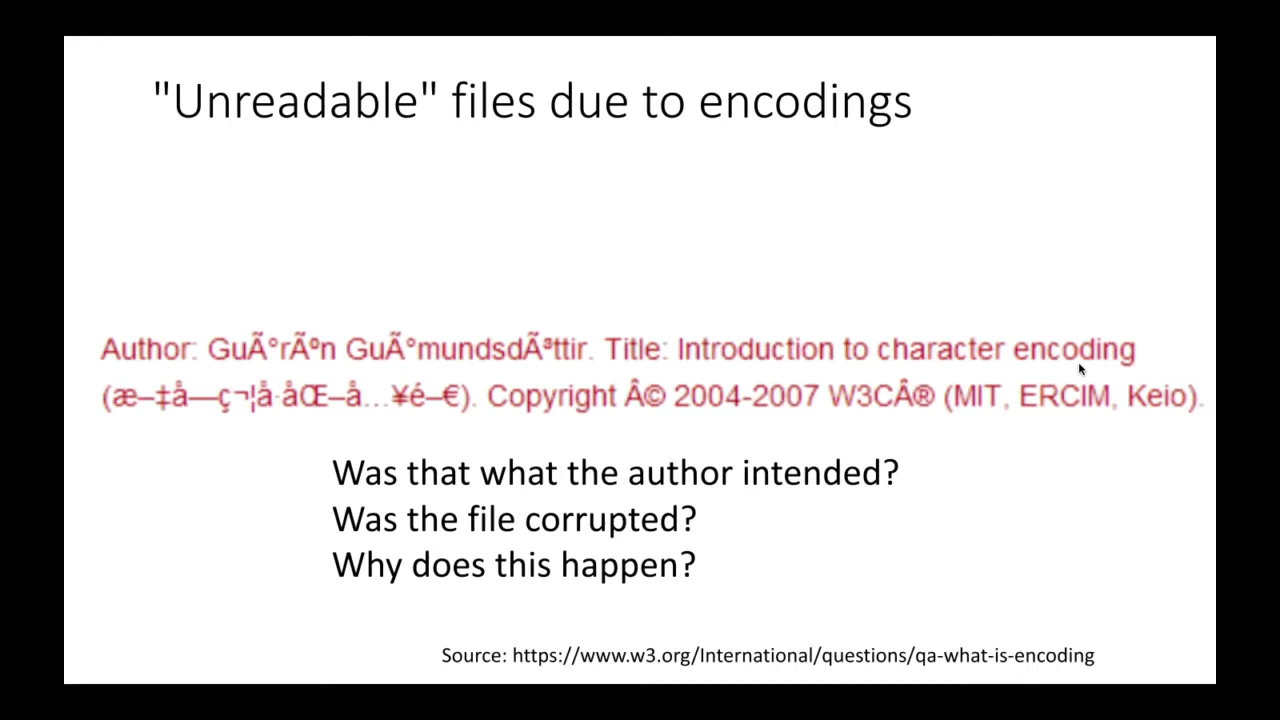 "Unreadable" files due to encodings
Author: GuÃ°rÃºn GuÃ°mundsdÃªttir. Title: Introduction to character encoding
(æ–‡å—ç¬¦å·åŒ–å…¥é–€). Copyright Â© 2004-2007 W3CÂ® (MIT, ERCIM, Keio).
Was that what the author intended?
Was the file corrupted?
Why does this happen?
Source: https://www.w3.org/International/questions/qa-what-is-encoding